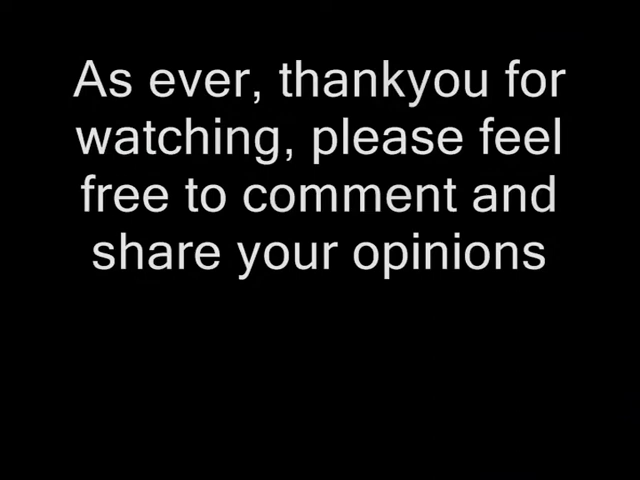 As ever, thankyou for
watching, please feel
free to comment and
share your opinions